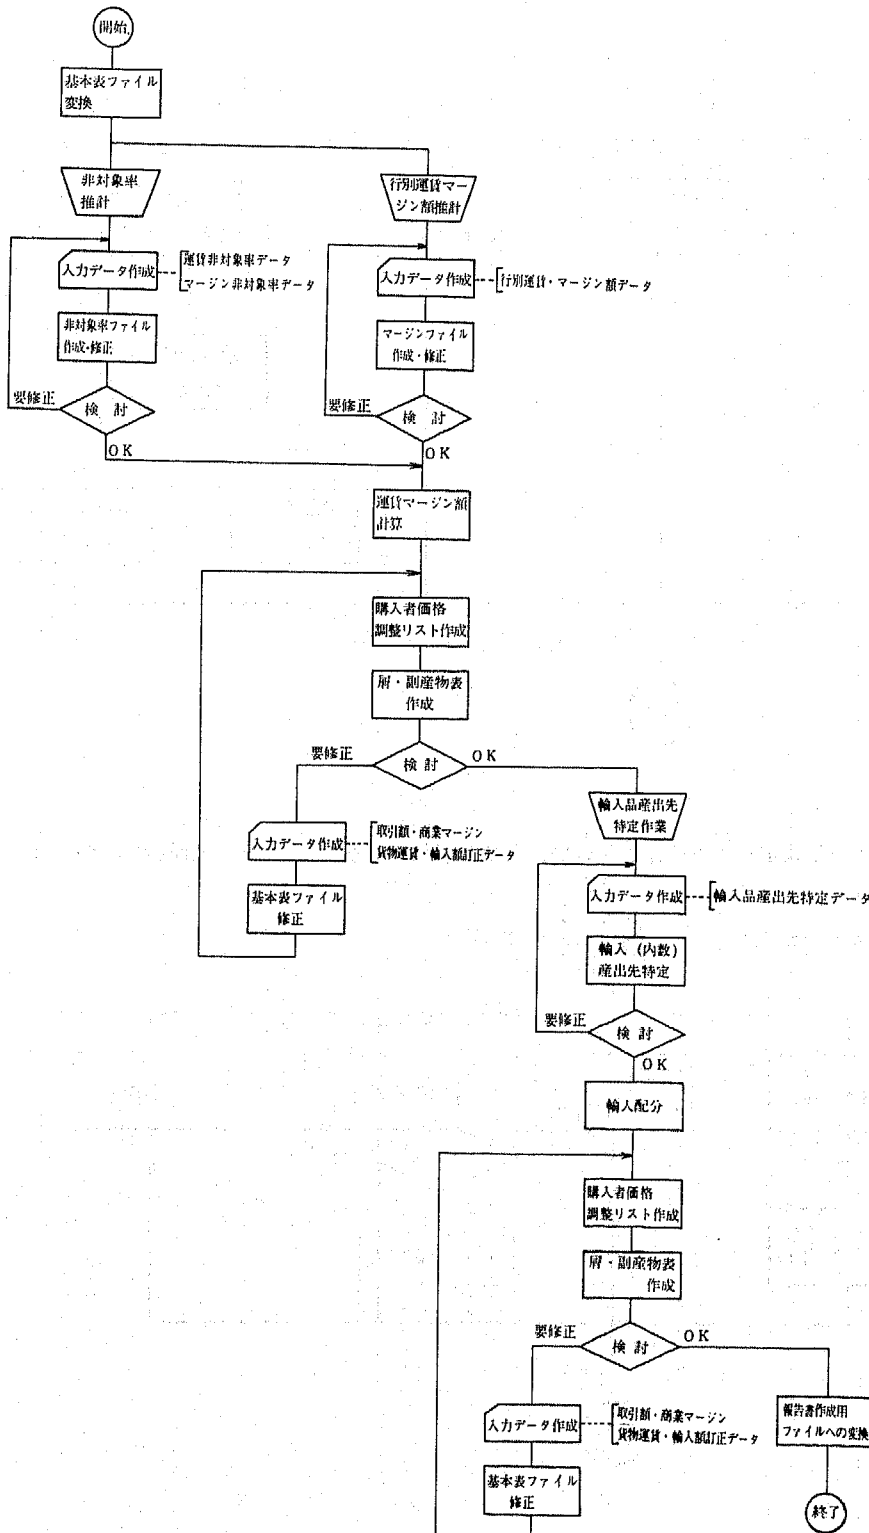 開始
基本表ファイル
変換
非対象率
推計
行別運賃マー
ジン額推計
入力データ作成
運賃非対象率データ
マージン非対象率データ
入力データ作成
行別運賃・マージン額データ
非対象率ファイル
作成・修正
マージンファイル
作成・修正
要修正
検討
OK
要修正
検討
OK
運賃マージン額
計算
購入者価格
調整リスト作成
屑・副産物表
作成
要修正
検討
OK
入力データ作成
取引額・商業マージン
貨物運賃・輸入額訂正データ
基本表ファイル
修正
輸入品産出先
特定作業
入力データ作成
輸入品産出先特定データ
輸入(内数)
産出先特定
要修正
検討
OK
輸入配分
購入者価格
調整リスト作成
屑・副産物表
作成
要修正
検討
OK
入力データ作成
取引額・商業マージン
貨物運賃・輸入額訂正データ
基本表ファイル
修正
報告書作成用
ファイルへの変換
終了